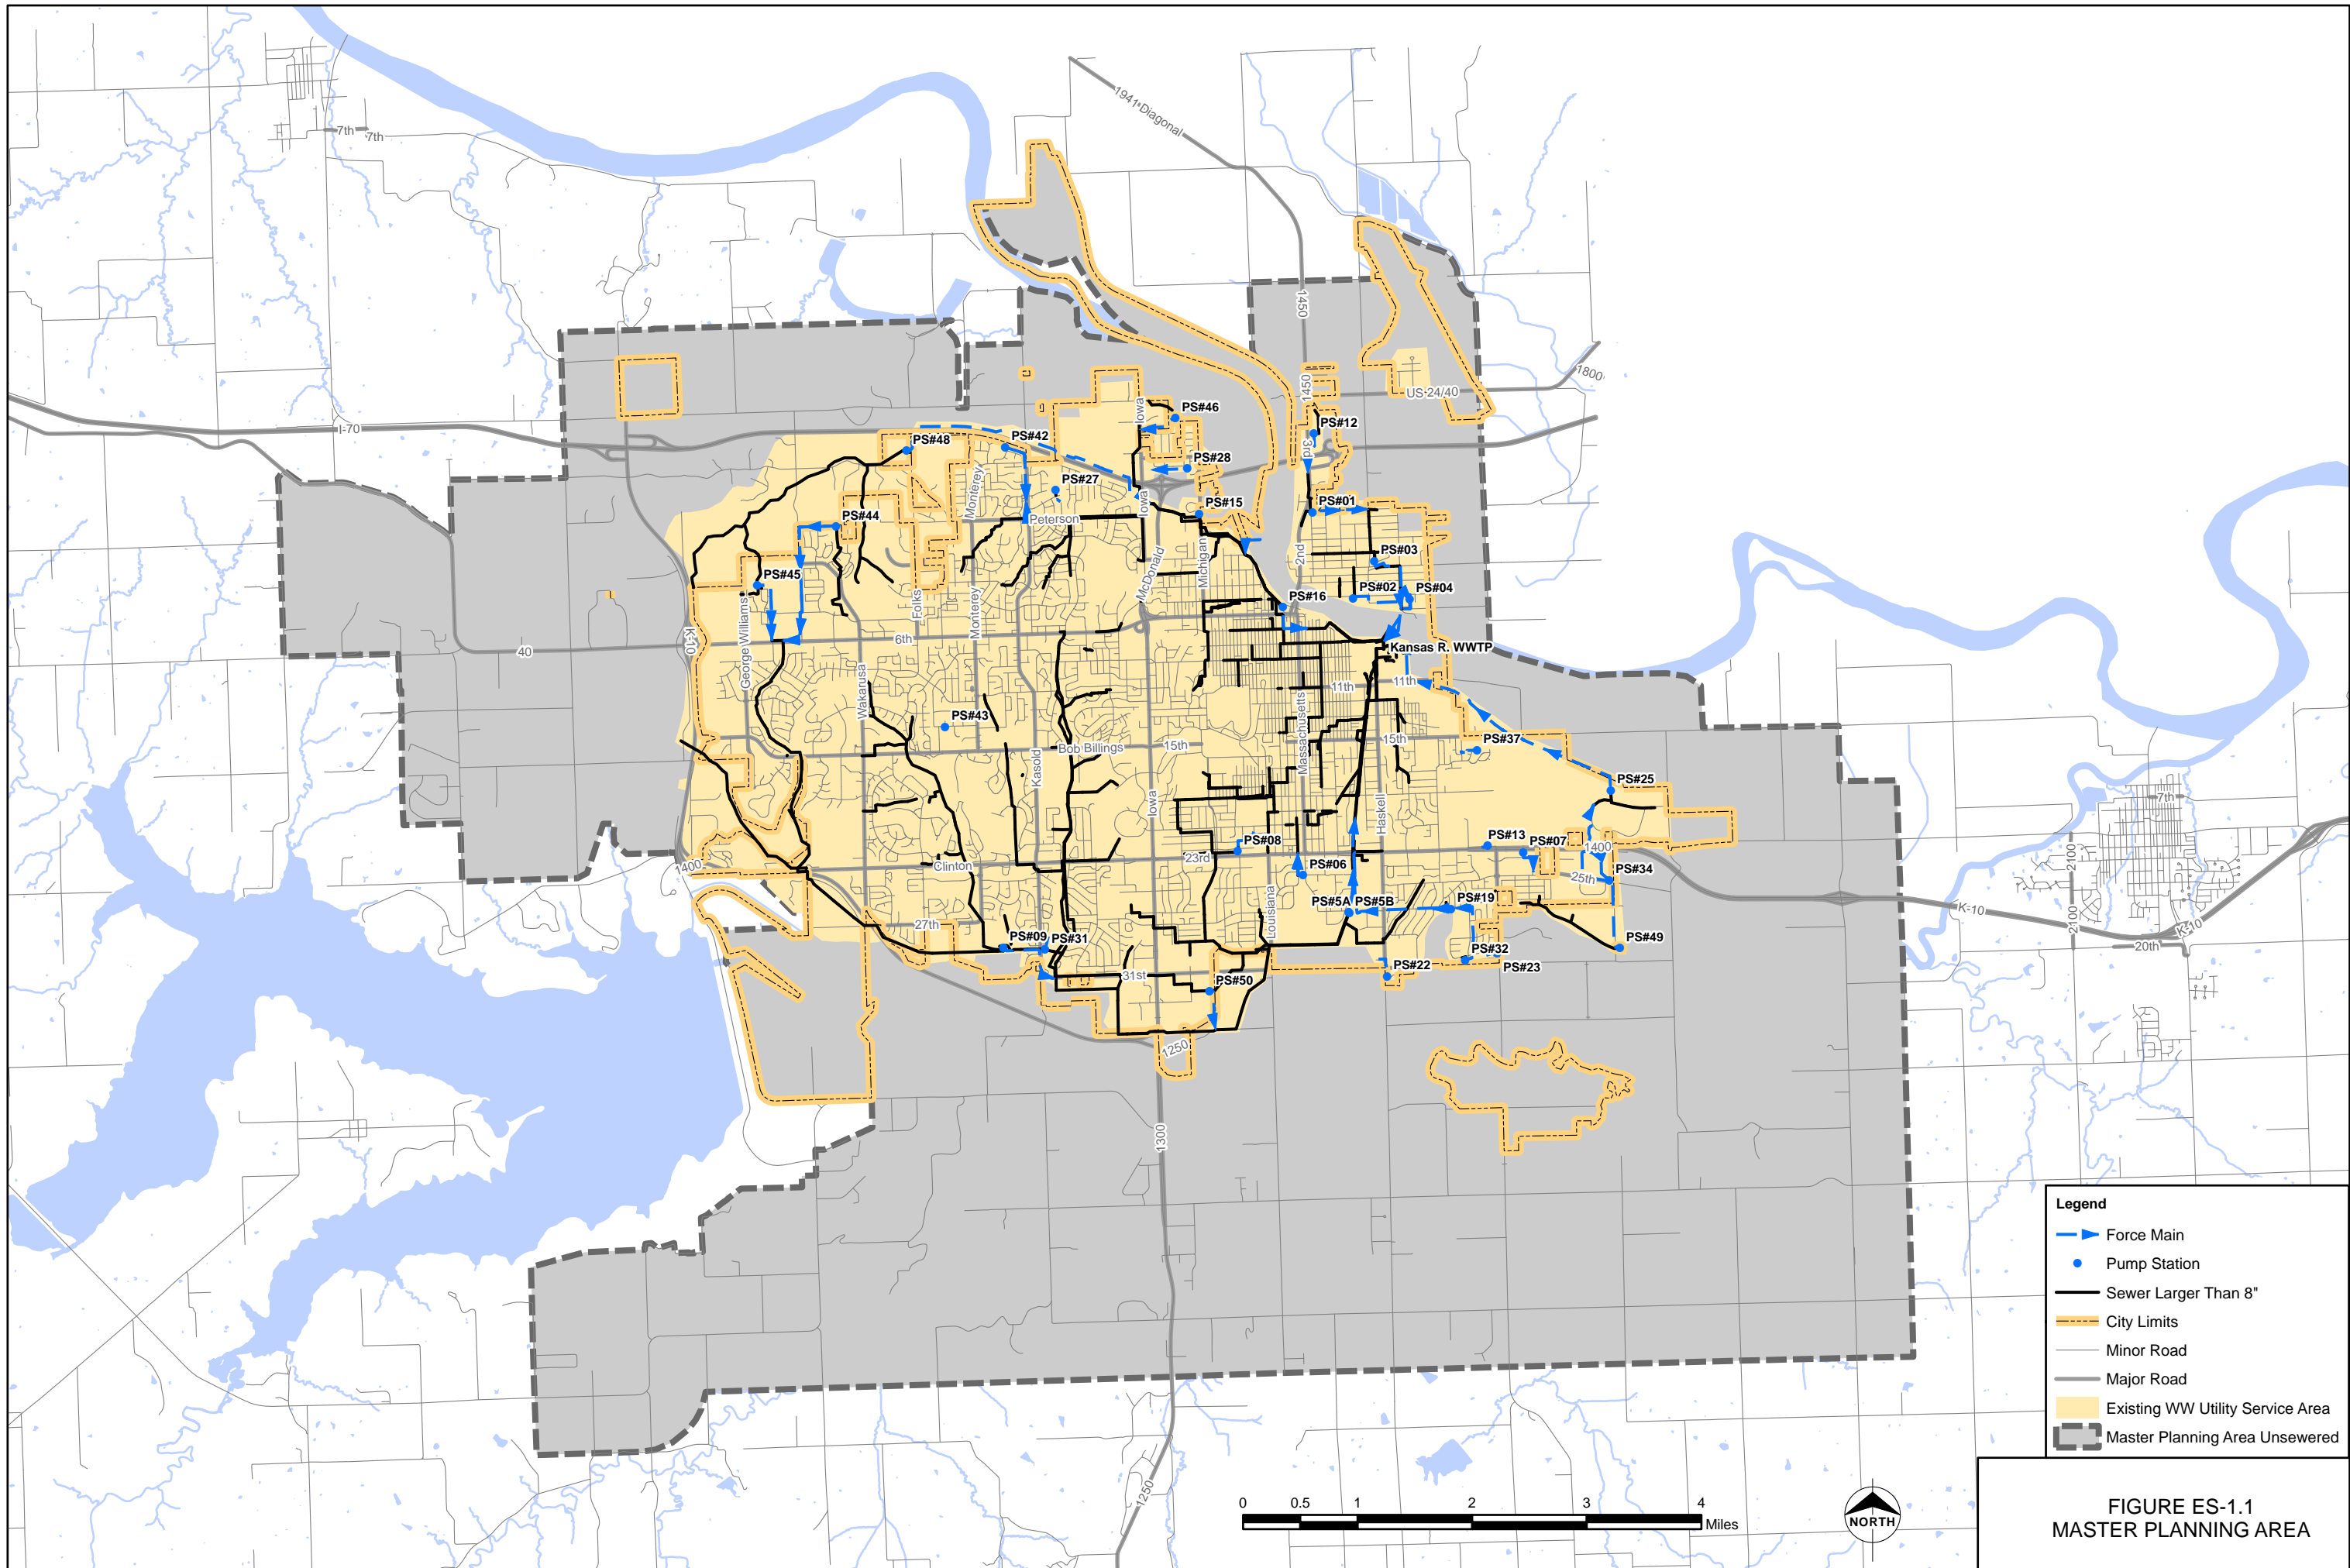 1941 Diagonal
7th
7th
1450
1800
US-24/40
1450
Iowa
PS#46
PS#12
I-70
PS#48
PS#42
3rd
PS#28
Monterey
PS#27
Iowa
PS#15
PS#01
PS#44
Peterson
2nd
PS#03
McDonald
Michigan
PS#45
George Williams
Folks
Monterey
PS#16
PS#02
PS#04
K-10
40
6th
Kansas R. WWTP
Wakarusa
11th
11th
Massachusetts
PS#43
Kasold
Bob Billings
15th
15th
PS#37
PS#25
Iowa
Haskell
7th
PS#08
PS#13
PS#07
1400
Clinton
23rd
PS#06
1400
2100
25th
PS#34
Louisiana
PS#5A
PS#5B
PS#19
K-10
2100
K-10
27th
PS#09
PS#31
PS#49
20th
PS#32
PS#23
31st
PS#22
PS#50
1250
1300
1250
Legend
Force Main
Pump Station
Sewer Larger Than 8"
City Limits
Minor Road
Major Road
Existing WW Utility Service Area
Master Planning Area Unsewered
0 0.5 1 2 3 4
Miles
NORTH
FIGURE ES-1.1
MASTER PLANNING AREA